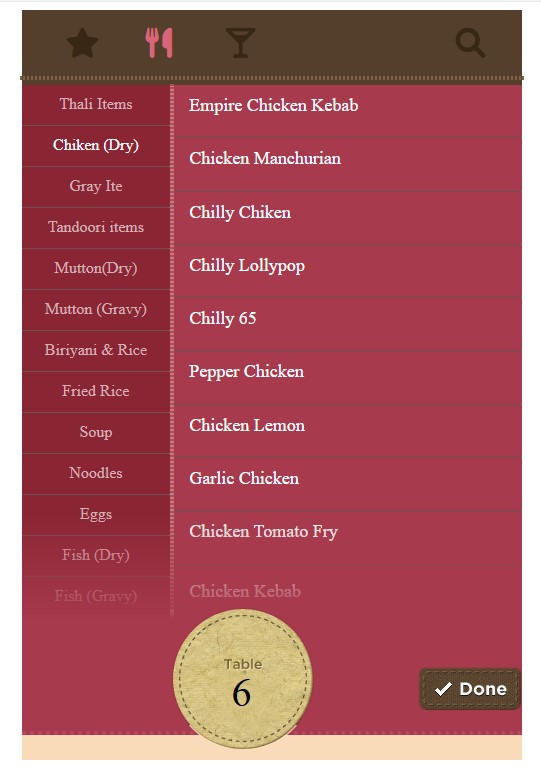 Thali Items
Chiken (Dry)
Gray Ite
Tandoori items
Mutton(Dry)
Mutton (Gravy)
Biriyani & Rice
Fried Rice
Soup
Noodles
Eggs
Fish (Dry)
Fish (Gravy)
Empire Chicken Kebab
Chicken Manchurian
Chilly Chiken
Chilly Lollypop
Chilly 65
Pepper Chicken
Chicken Lemon
Garlic Chicken
Chicken Tomato Fry
Chicken Kebab
Table
6
Done